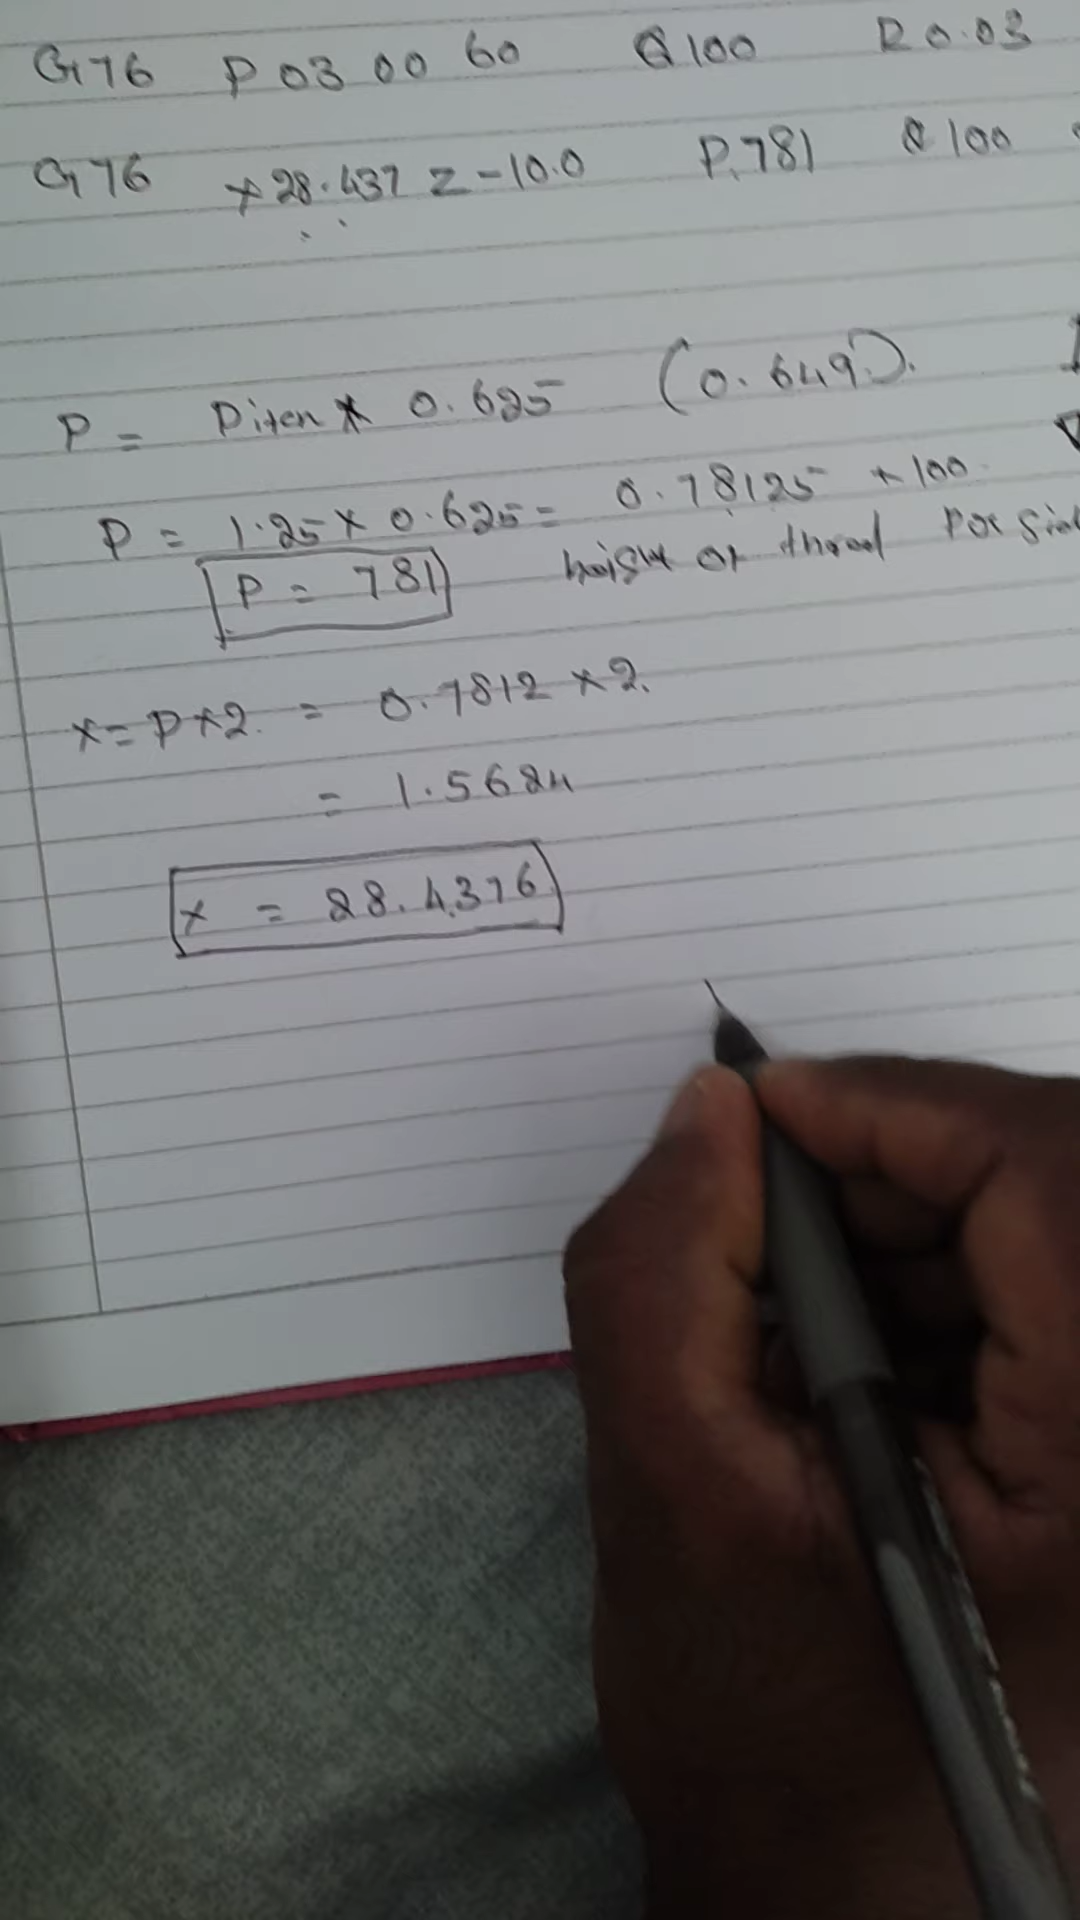 G76 P 03 00 60 Q100 R0.03
G76 X28.437 Z-10.0 P.781 Q100
P = Pitch * 0.625 (0.649).
P = 1.25 x 0.625 = 0.78125 * 100.
P = 781 height of thread Per
x = P x 2. = 0.7812 x 2.
= 1.5624
x = 28.4376